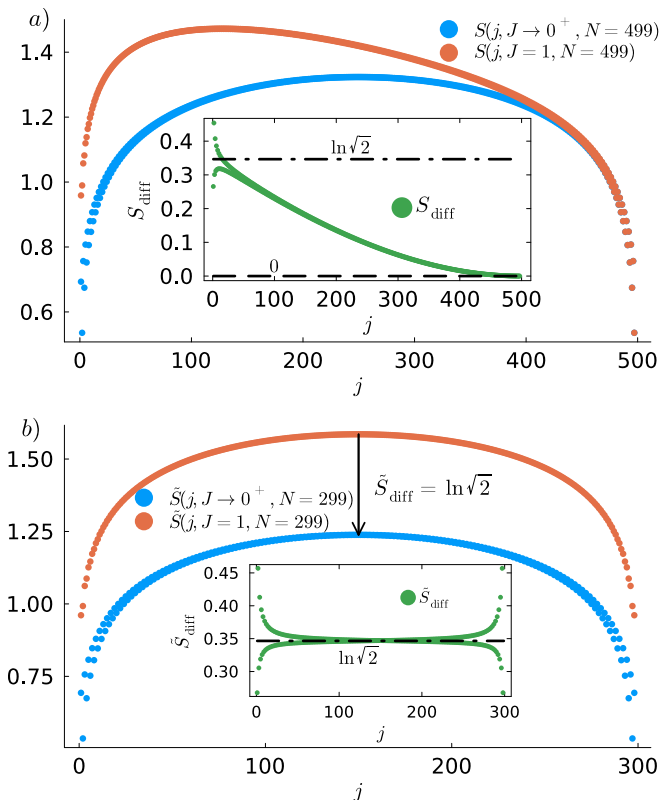 a)
S(j, J → 0⁺, N = 499)
S(j, J = 1, N = 499)
1.4
1.2
1.0
0.8
0.6
0 100 200 300 400 500
j
S_diff
0.4
0.3
0.2
0.1
0.0
ln√2
S_diff
0
0 100 200 300 400 500
j
b)
1.50
1.25
1.00
0.75
S̃(j, J → 0⁺, N = 299)
S̃(j, J = 1, N = 299)
S̃_diff = ln√2
S̃_diff
0.45
0.40
0.35
0.30
S̃_diff
ln√2
0 100 200 300
j
0 100 200 300
j